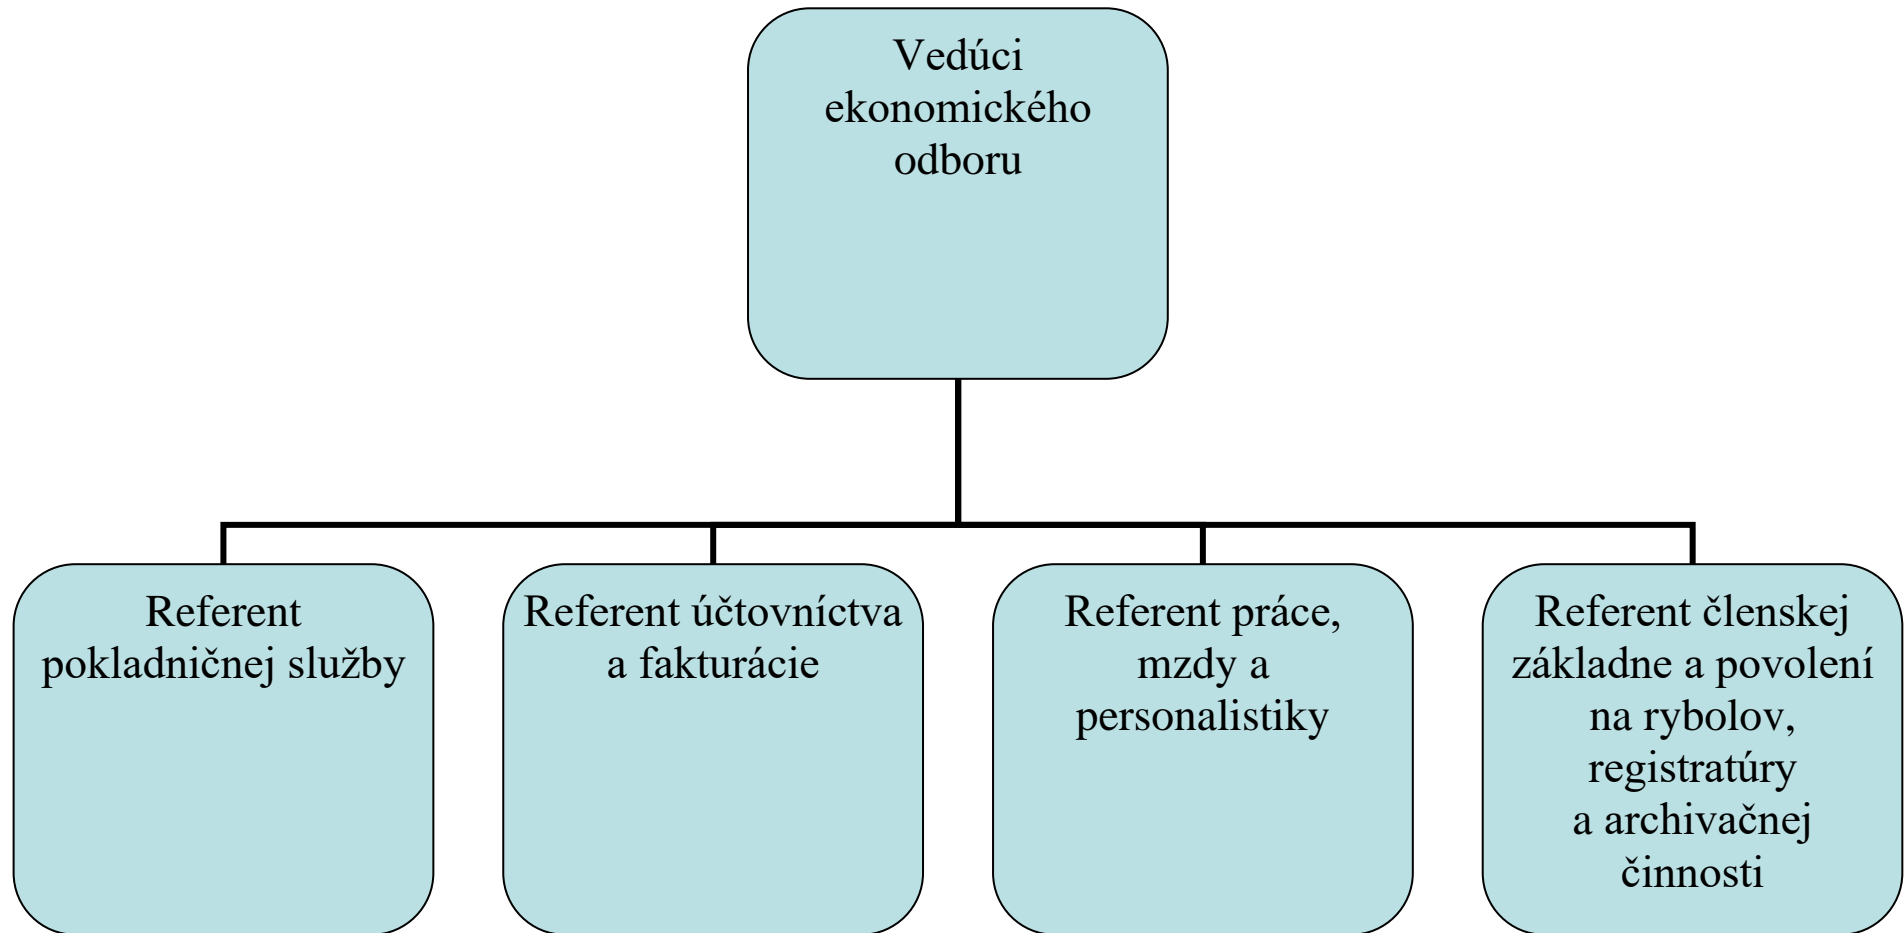 Vedúci
ekonomického
odboru
Referent
pokladničnej služby
Referent účtovníctva
a fakturácie
Referent práce,
mzdy a
personalistiky
Referent členskej
základne a povolení
na rybolov,
registratúry
a archivačnej
činnosti